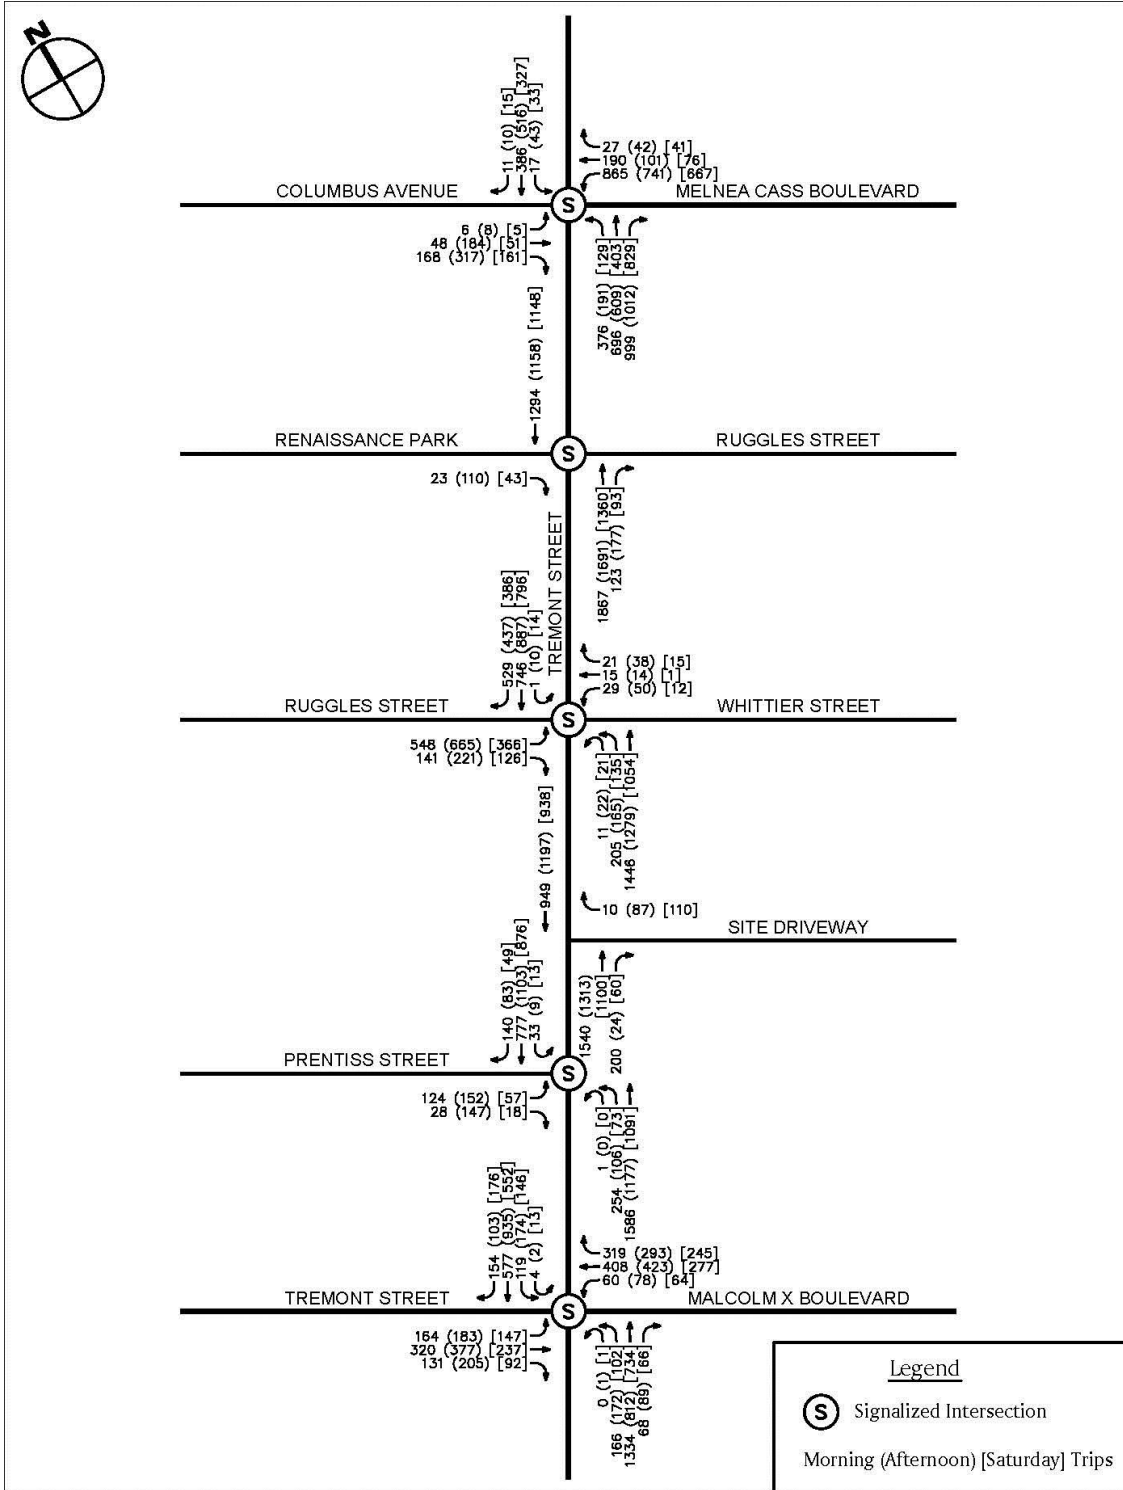 N
11 (10) [15]
386 (516) [327]
17 (43) [33]
27 (42) [41]
190 (101) [76]
865 (741) [667]
COLUMBUS AVENUE
MELNEA CASS BOULEVARD
S
6 (8) [5]
48 (184) [51]
168 (317) [161]
376 (191) [129]
696 (609) [403]
999 (1012) [829]
1294 (1158) [1148]
RENAISSANCE PARK
RUGGLES STREET
S
23 (110) [43]
1867 (1691) [1360]
123 (177) [93]
TREMONT STREET
529 (437) [386]
746 (887) [796]
1 (10) [14]
21 (38) [15]
15 (14) [1]
29 (50) [12]
RUGGLES STREET
WHITTIER STREET
S
548 (665) [366]
141 (221) [126]
11 (22) [21]
205 (165) [135]
1446 (1279) [1054]
949 (1197) [938]
10 (87) [110]
SITE DRIVEWAY
140 (83) [49]
777 (1103) [876]
33 (9) [13]
1540 (1313)
[1100]
200 (24) [60]
PRENTISS STREET
S
124 (152) [57]
28 (147) [18]
1 (0) [0]
254 (106) [73]
1586 (1177) [1091]
154 (103) [176]
577 (935) [552]
119 (174) [146]
4 (2) [13]
319 (293) [245]
408 (423) [277]
60 (78) [64]
TREMONT STREET
MALCOLM X BOULEVARD
S
164 (183) [147]
320 (377) [237]
131 (205) [92]
0 (1) [1]
166 (172) [102]
1334 (812) [734]
68 (89) [66]
Legend
S Signalized Intersection
Morning (Afternoon) [Saturday] Trips